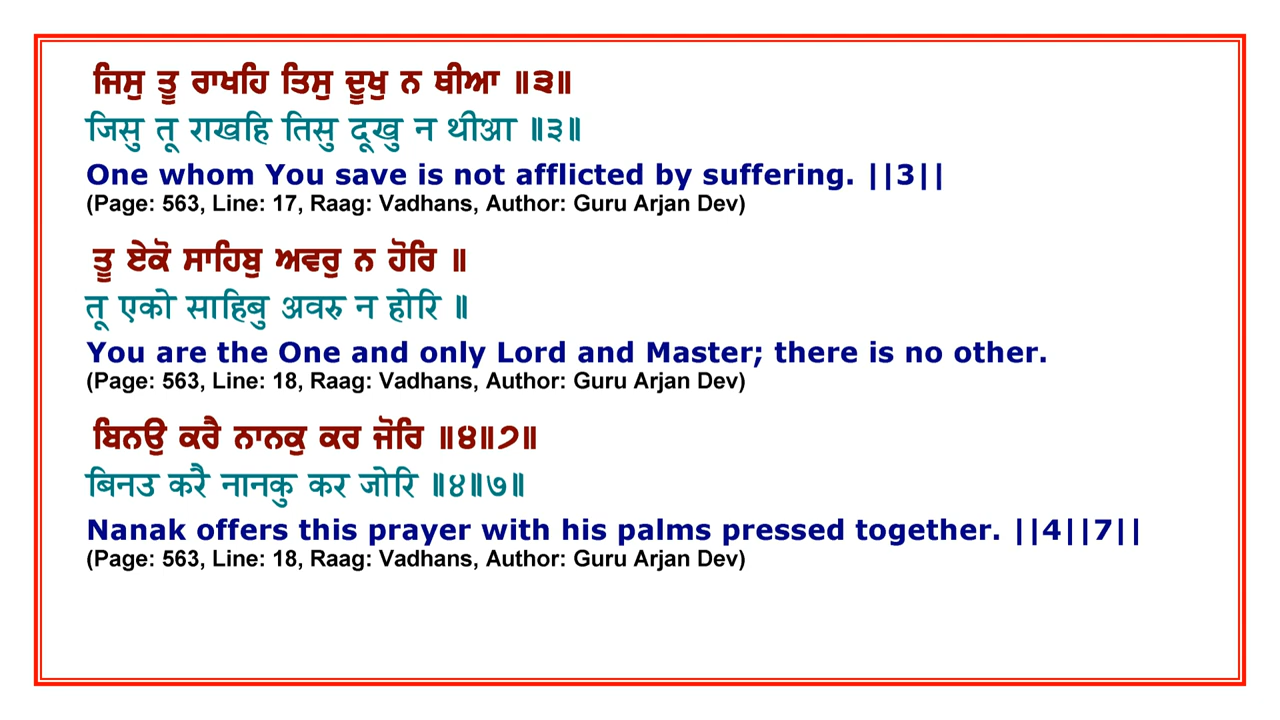 ਜਿਸੁ ਤੂ ਰਾਖਹਿ ਤਿਸੁ ਦੂਖੁ ਨ ਥੀਆ ॥੩॥
जिसु तू राखहि तिसु दूखु न थीआ ॥३॥
One whom You save is not afflicted by suffering. ||3||
(Page: 563, Line: 17, Raag: Vadhans, Author: Guru Arjan Dev)
ਤੂ ਏਕੋ ਸਾਹਿਬੁ ਅਵਰੁ ਨ ਹੋਰਿ ॥
तू एको साहिबु अवरु न होरि ॥
You are the One and only Lord and Master; there is no other.
(Page: 563, Line: 18, Raag: Vadhans, Author: Guru Arjan Dev)
ਬਿਨਉ ਕਰੈ ਨਾਨਕੁ ਕਰ ਜੋਰਿ ॥੪॥੭॥
बिनउ करै नानकु कर जोरि ॥४॥७॥
Nanak offers this prayer with his palms pressed together. ||4||7||
(Page: 563, Line: 18, Raag: Vadhans, Author: Guru Arjan Dev)